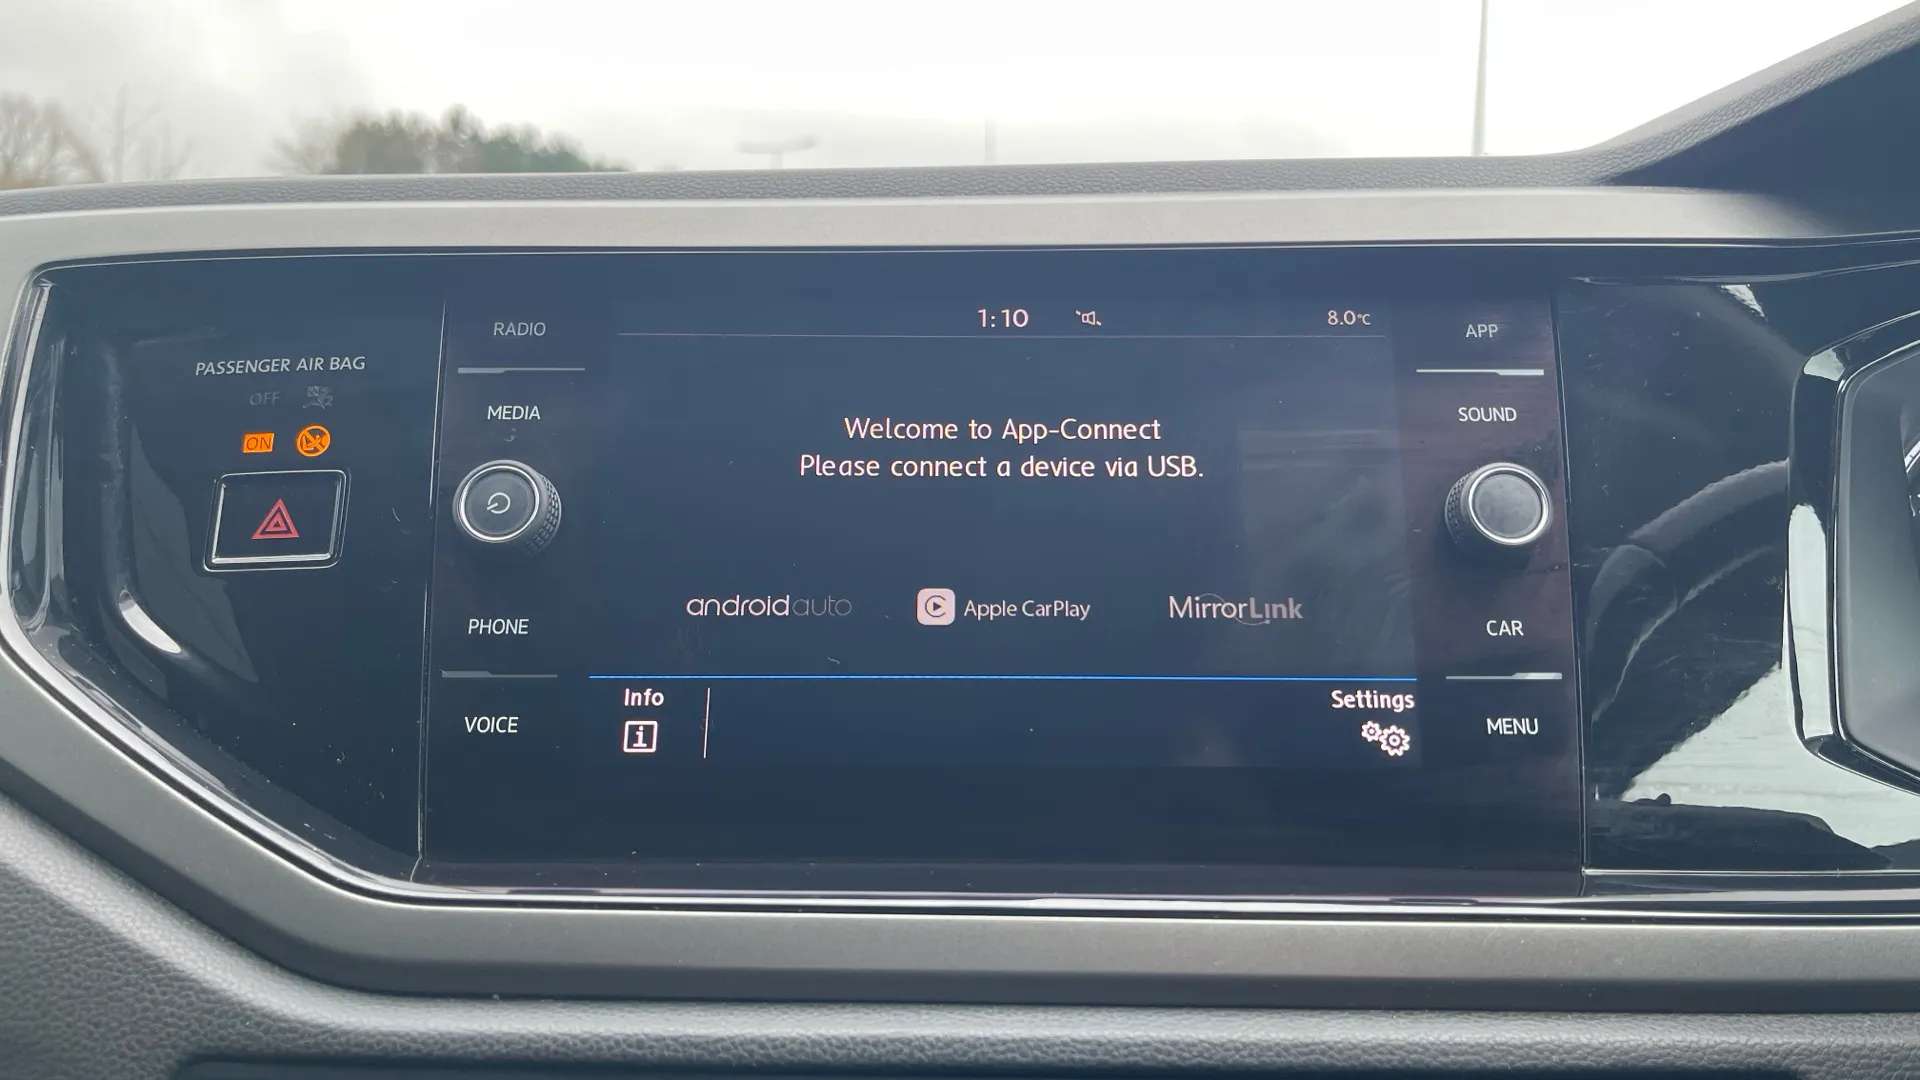 PASSENGER AIR BAG
OFF
ON
RADIO
MEDIA
PHONE
VOICE
1:10
8.0°C
Welcome to App-Connect
Please connect a device via USB.
androidauto
Apple CarPlay
MirrorLink
Info
Settings
APP
SOUND
CAR
MENU